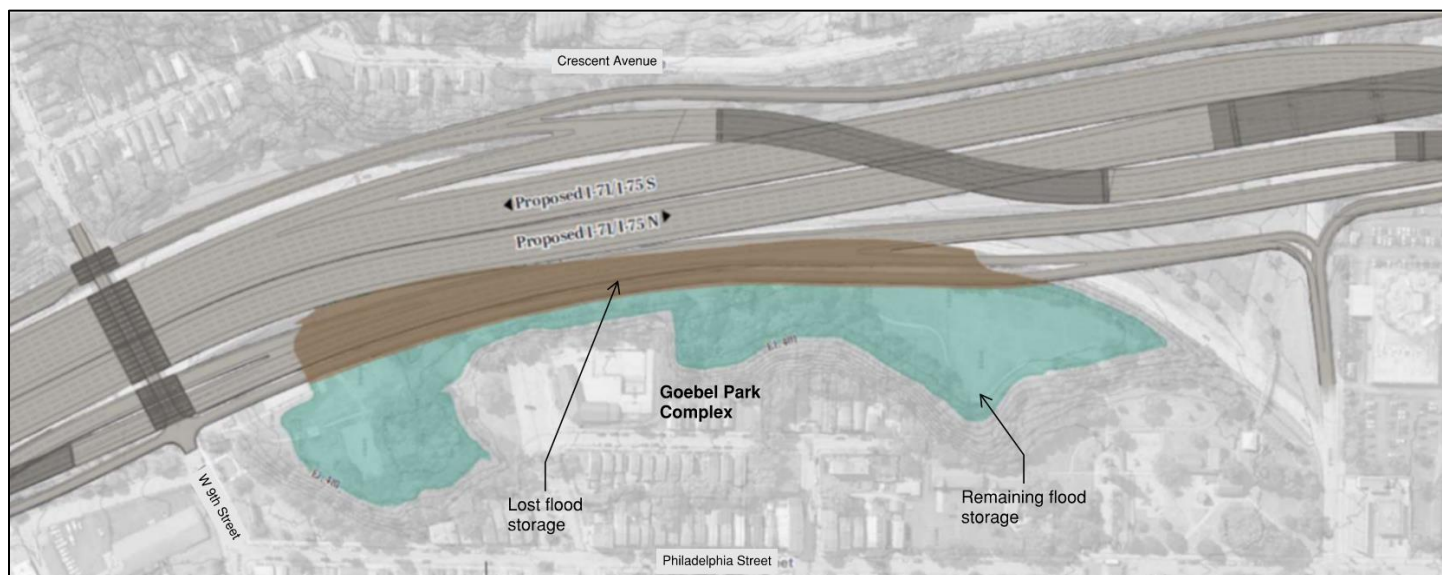 Crescent Avenue
Proposed I-71/I-75 S
Proposed I-71/I-75 N
Goebel Park
Complex
Lost flood
storage
Remaining flood
storage
W 9th Street
Philadelphia Street